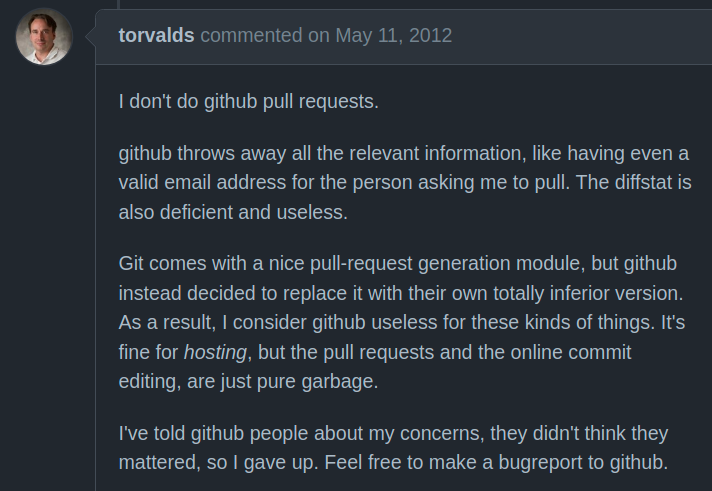 torvalds commented on May 11, 2012
I don't do github pull requests.
github throws away all the relevant information, like having even a
valid email address for the person asking me to pull. The diffstat is
also deficient and useless.
Git comes with a nice pull-request generation module, but github
instead decided to replace it with their own totally inferior version.
As a result, I consider github useless for these kinds of things. It's
fine for hosting, but the pull requests and the online commit
editing, are just pure garbage.
I've told github people about my concerns, they didn't think they
mattered, so I gave up. Feel free to make a bugreport to github.